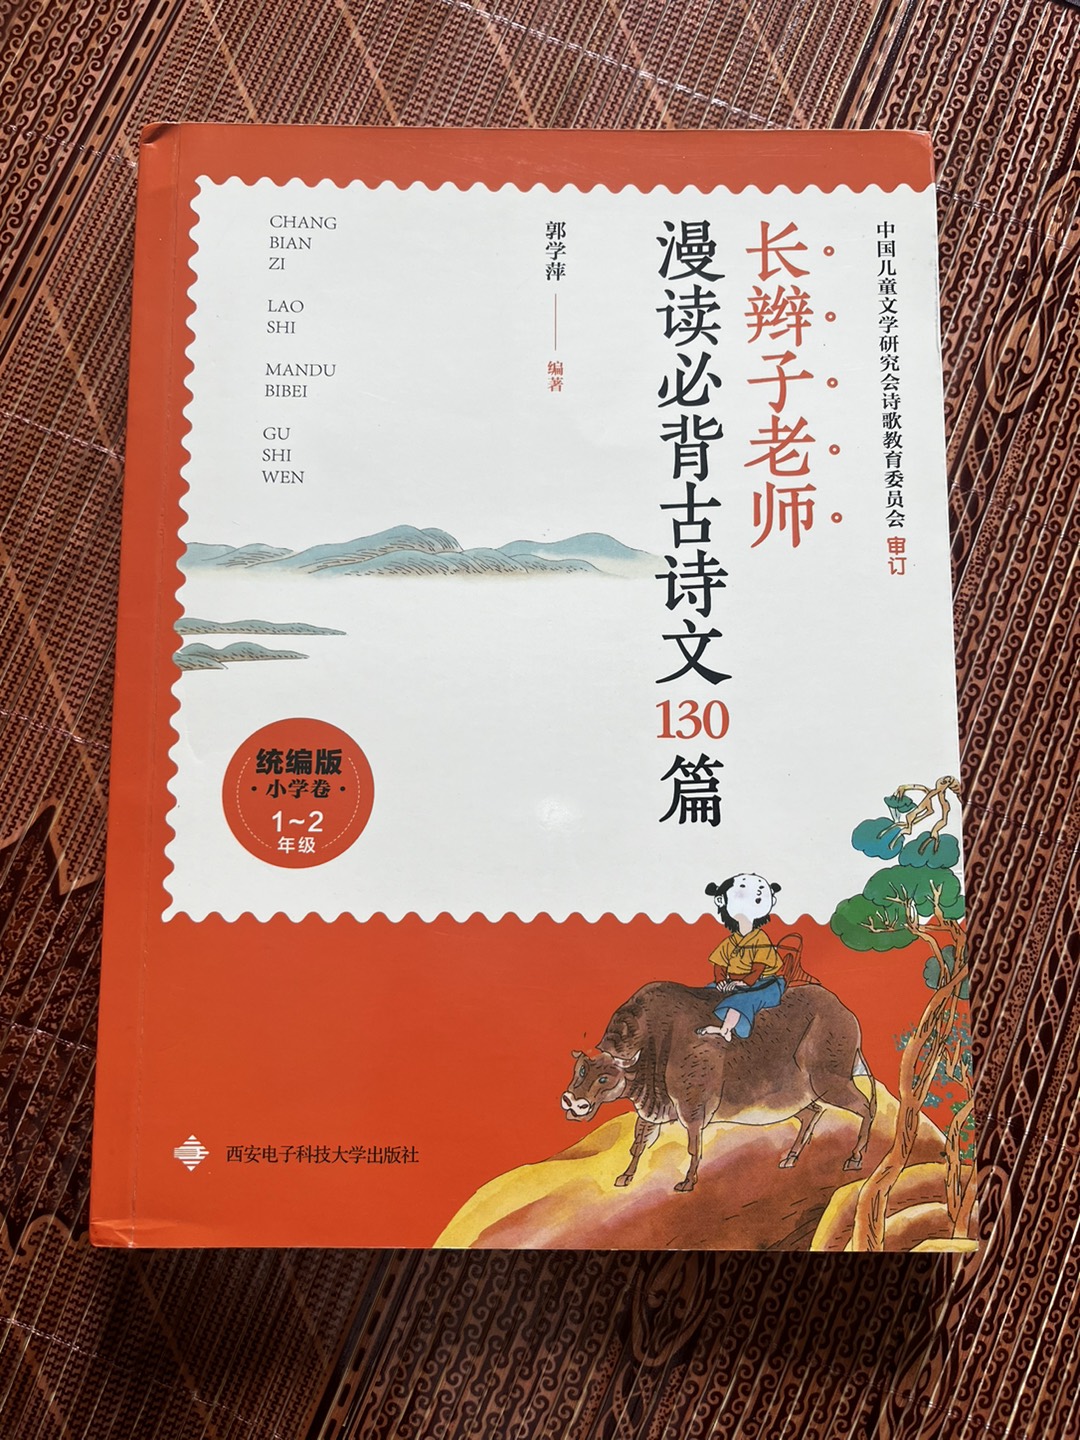 中国儿童文学研究会诗歌教育委员会 审订
长辫子老师
漫读必背古诗文130篇
郭学萍 编著
CHANG
BIAN
ZI
LAO
SHI
MANDU
BIBEI
GU
SHI
WEN
统编版
·小学卷·
1~2
年级
西安电子科技大学出版社